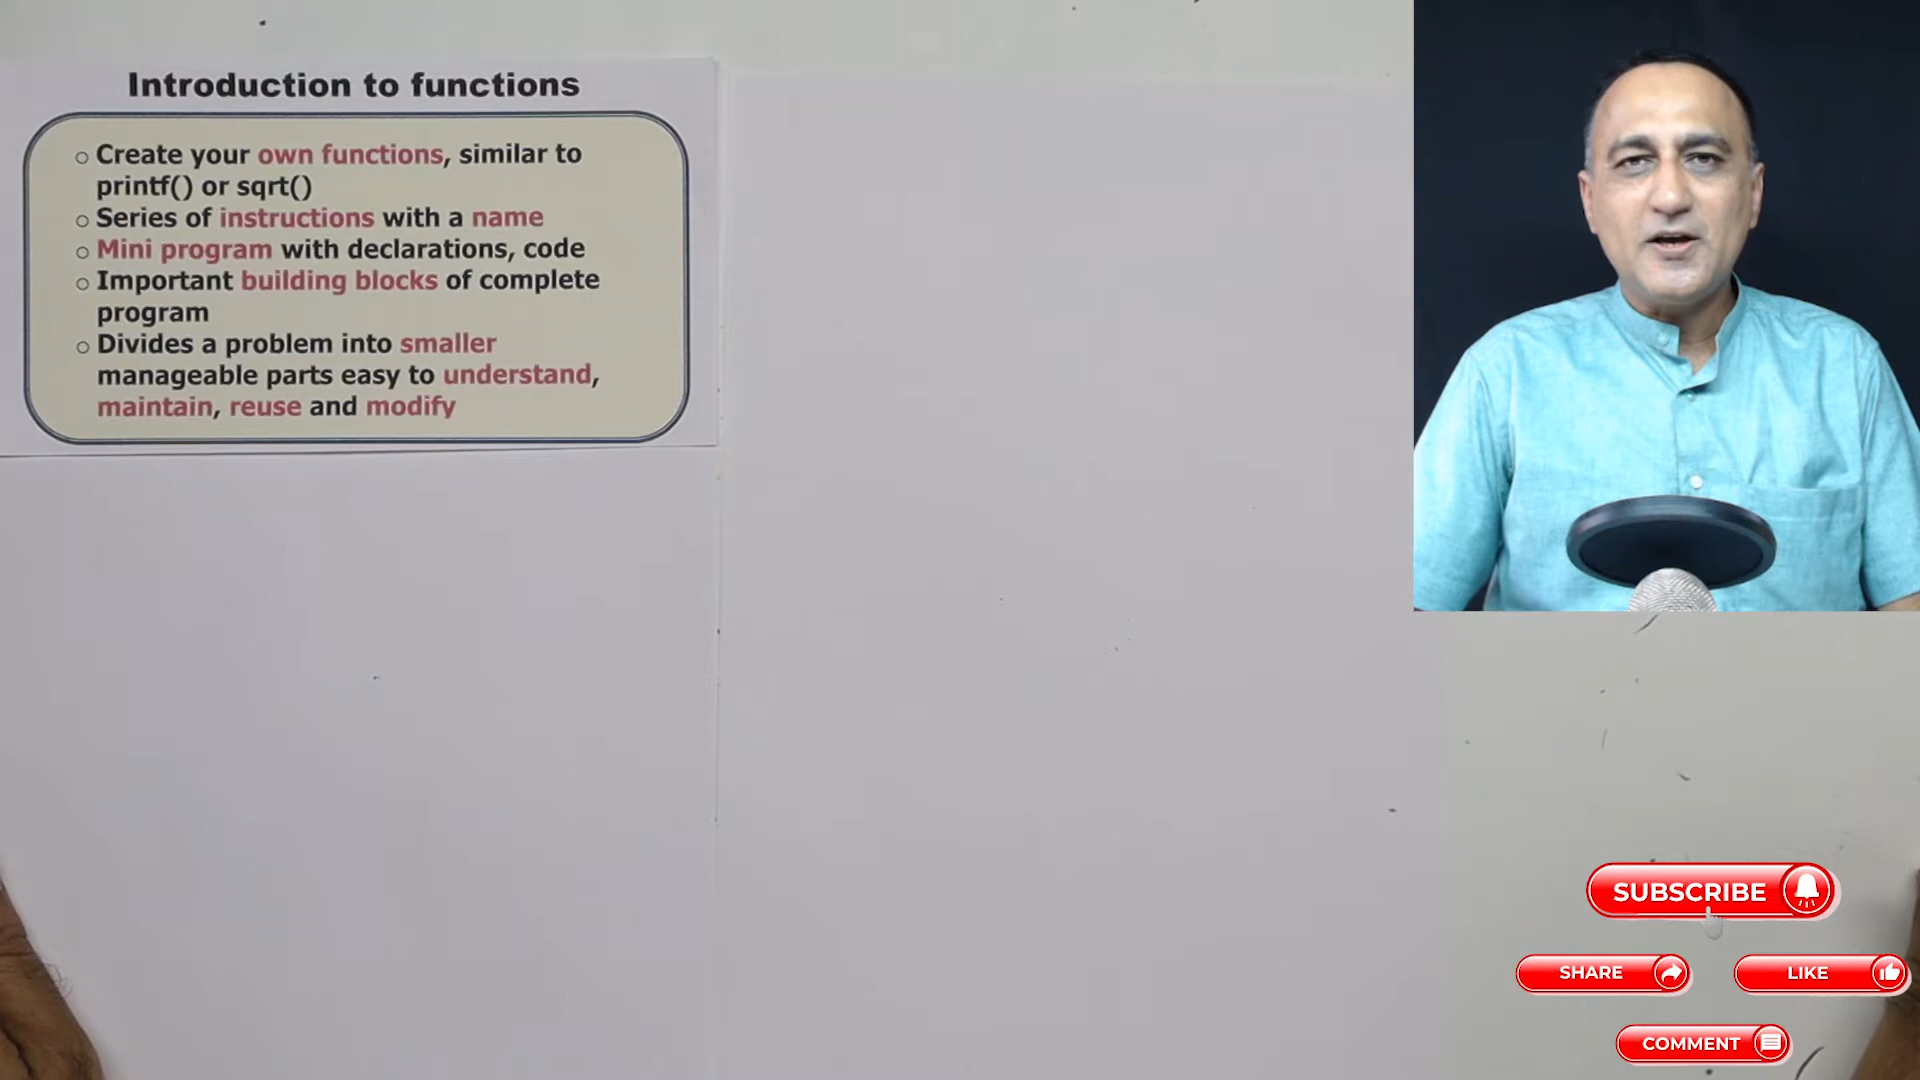 Introduction to functions
○ Create your own functions, similar to
printf() or sqrt()
○ Series of instructions with a name
○ Mini program with declarations, code
○ Important building blocks of complete
program
○ Divides a problem into smaller
manageable parts easy to understand,
maintain, reuse and modify
SUBSCRIBE
SHARE
LIKE
COMMENT